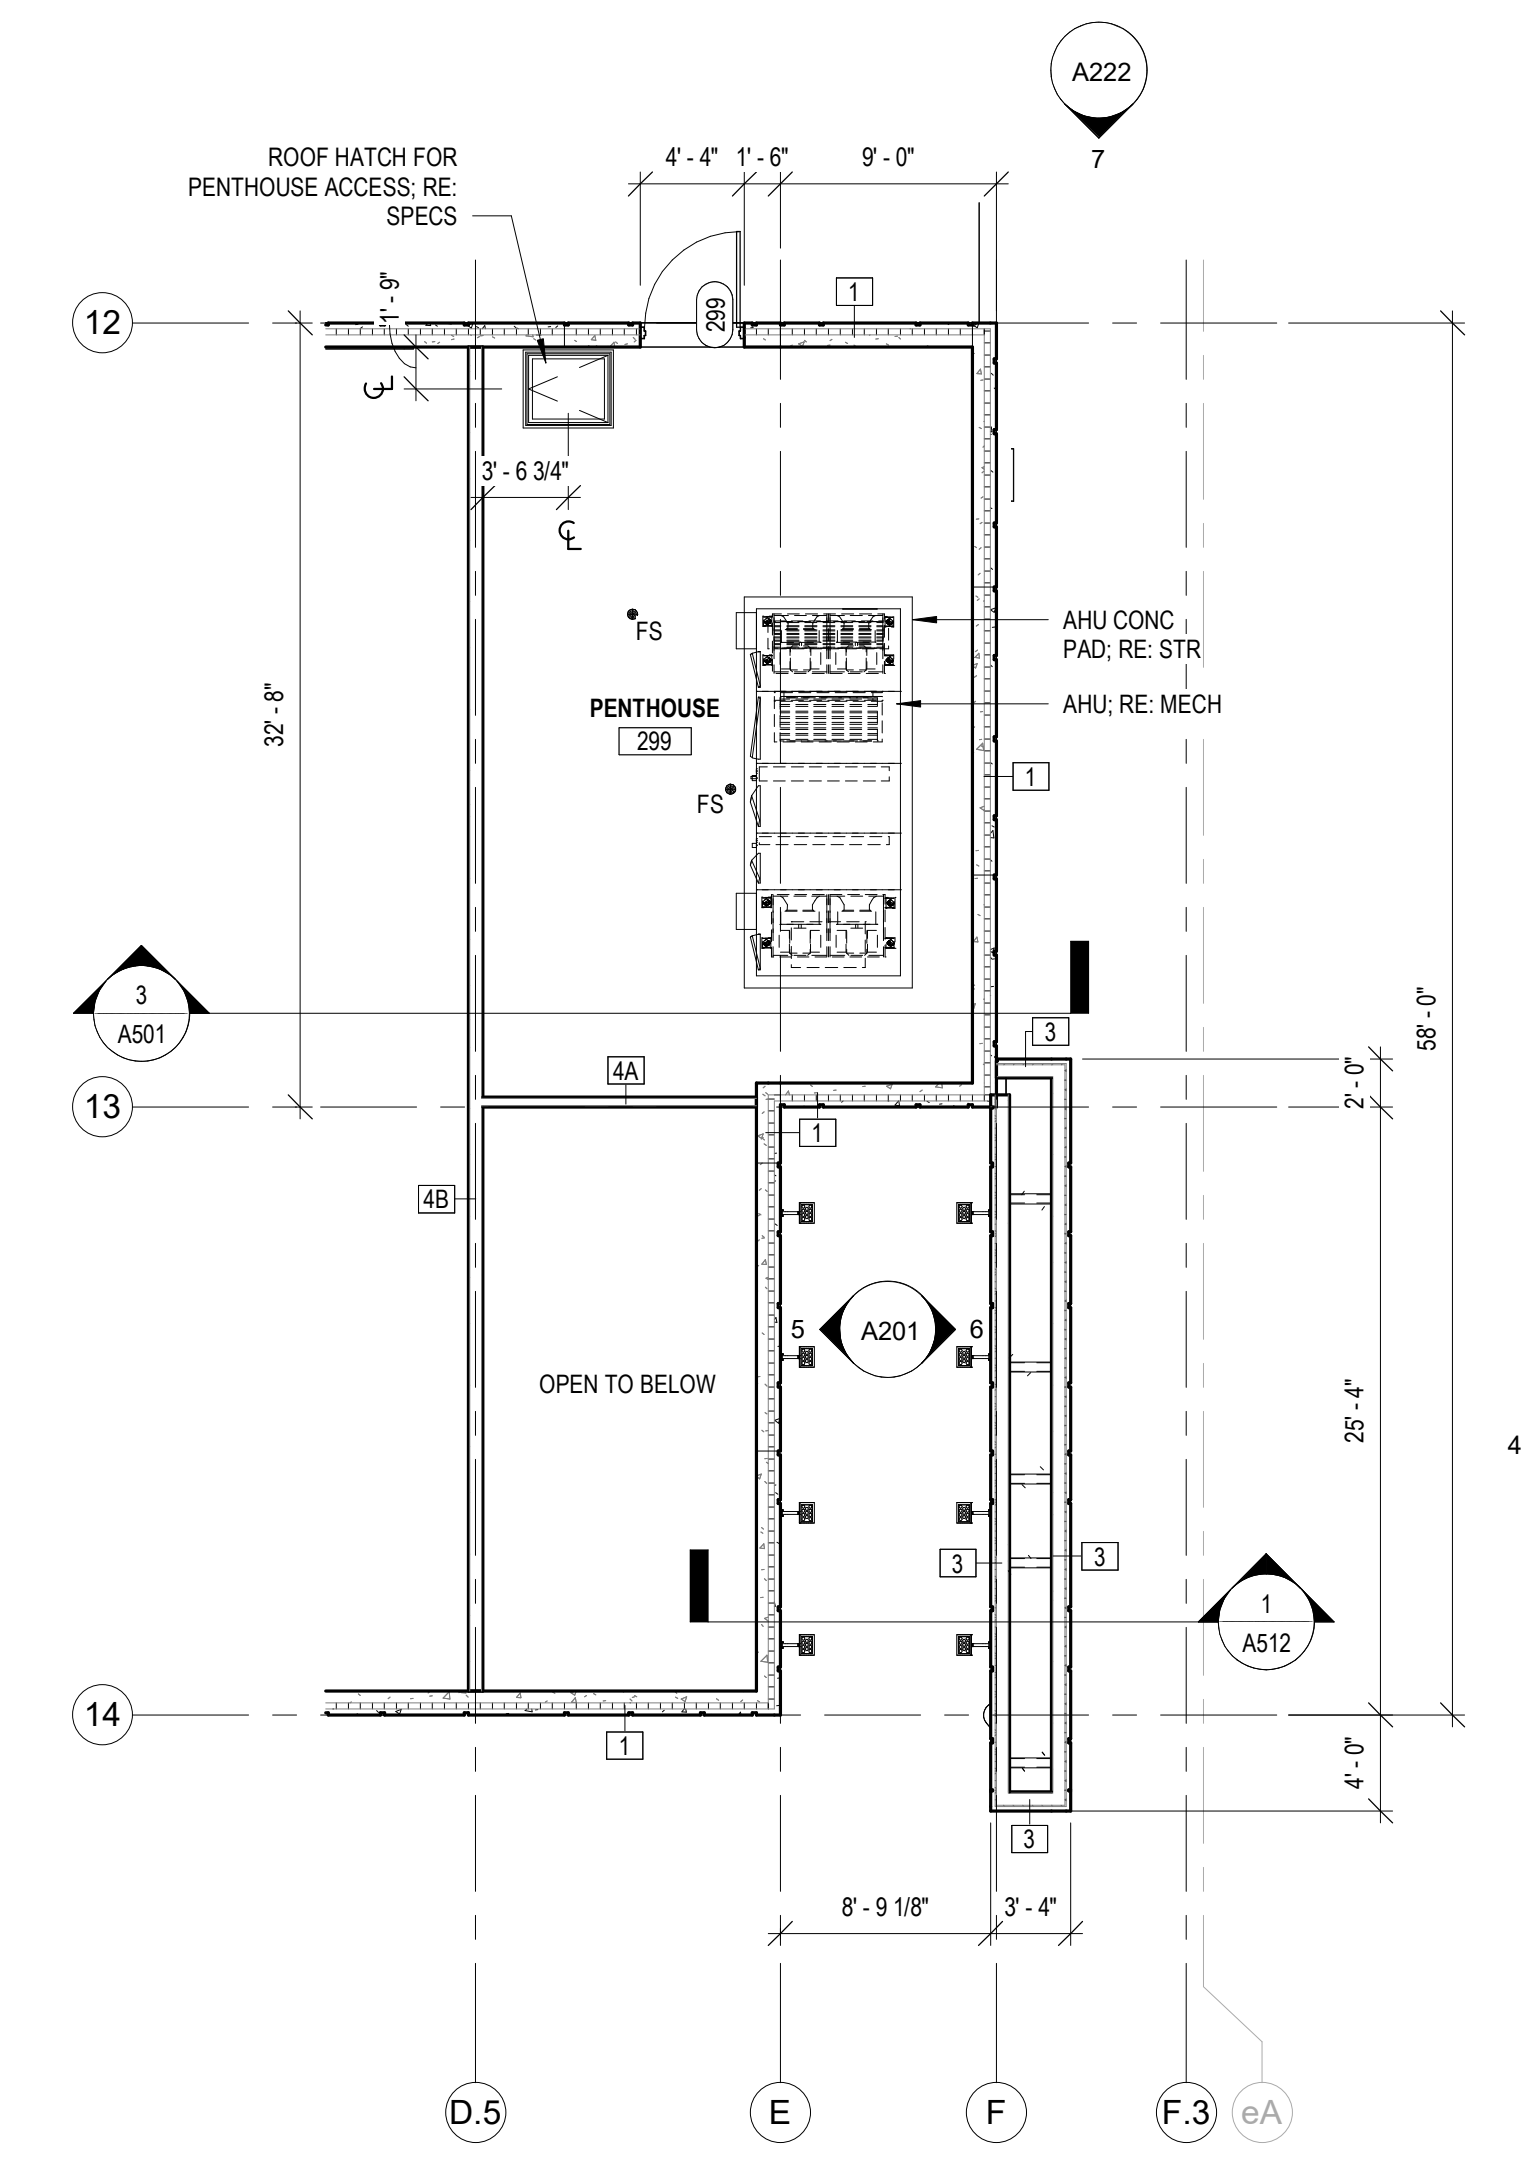 A222
7
ROOF HATCH FOR
PENTHOUSE ACCESS; RE:
SPECS
4' - 4"
1' - 6"
9' - 0"
1' - 9"
299
1
12
℄
3' - 6 3/4"
℄
FS
AHU CONC
PAD; RE: STR
32' - 8"
PENTHOUSE
299
AHU; RE: MECH
1
FS
3
A501
58' - 0"
3
4A
2' - 0"
13
1
4B
5
A201
6
OPEN TO BELOW
25' - 4"
4
3
3
1
A512
14
1
4' - 0"
3
8' - 9 1/8"
3' - 4"
D.5
E
F
F.3
eA